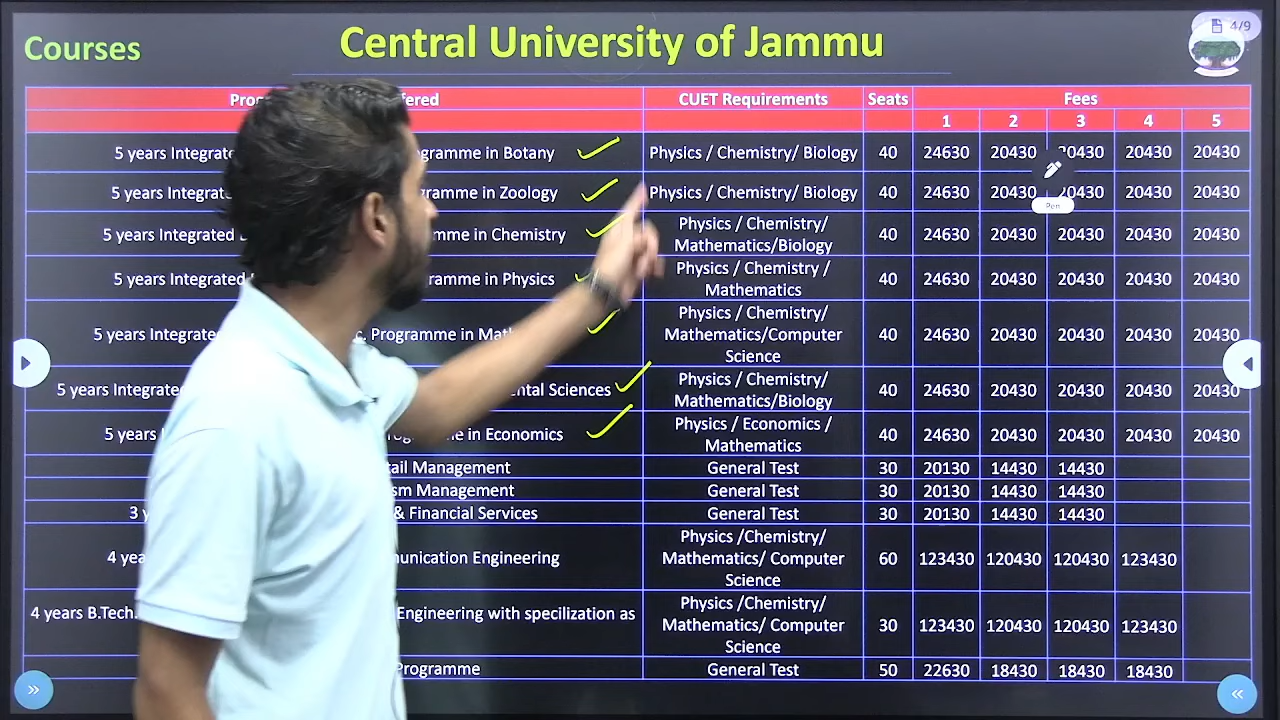 Courses
Central University of Jammu
4/9
fered CUET Requirements Seats Fees
1 2 3 4 5
5 years Integrated gramme in Botany Physics / Chemistry/ Biology 40 24630 20430 20430 20430 20430
5 years Integrate ogramme in Zoology Physics / Chemistry/ Biology 40 24630 20430 20430 20430 20430
Pen
5 years Integrated mme in Chemistry Physics / Chemistry/
Mathematics/Biology 40 24630 20430 20430 20430 20430
5 years Integrated ramme in Physics Physics / Chemistry /
Mathematics 40 24630 20430 20430 20430 20430
5 years Integrated c. Programme in Mat Physics / Chemistry/
Mathematics/Computer 40 24630 20430 20430 20430 20430
Science
5 years Integra ntal Sciences Physics / Chemistry/
Mathematics/Biology 40 24630 20430 20430 20430 20430
5 years me in Economics Physics / Economics /
Mathematics 40 24630 20430 20430 20430 20430
tail Management General Test 30 20130 14430 14430
sm Management General Test 30 20130 14430 14430
3 y & Financial Services General Test 30 20130 14430 14430
Physics /Chemistry/
4 yea unication Engineering Mathematics/ Computer 60 123430 120430 120430 123430
Science
4 years B.Tech. Engineering with specilization as Physics /Chemistry/
Mathematics/ Computer 30 123430 120430 120430 123430
Science
Programme General Test 50 22630 18430 18430 18430